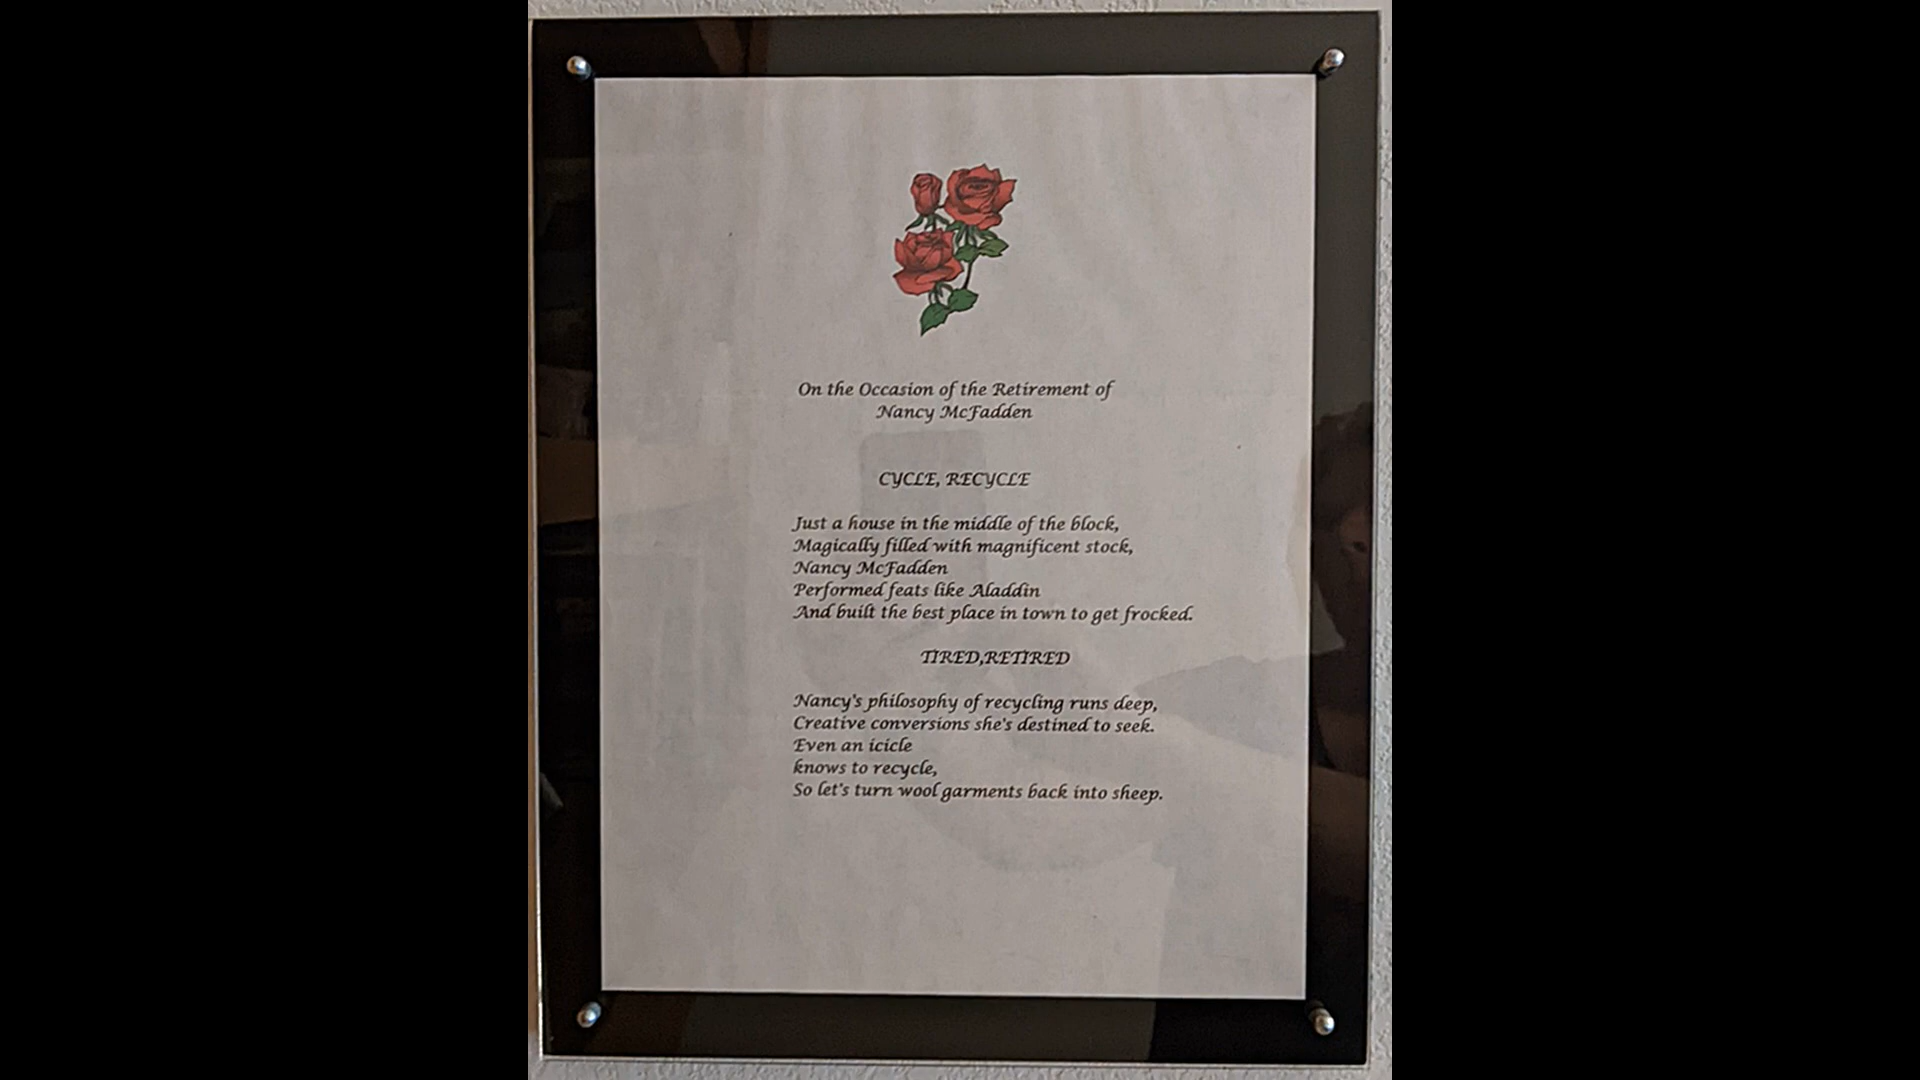 On the Occasion of the Retirement of
Nancy McFadden
CYCLE, RECYCLE
Just a house in the middle of the block,
Magically filled with magnificent stock,
Nancy McFadden
Performed feats like Aladdin
And built the best place in town to get frocked.
TIRED,RETIRED
Nancy's philosophy of recycling runs deep,
Creative conversions she's destined to seek.
Even an icicle
knows to recycle,
So let's turn wool garments back into sheep.